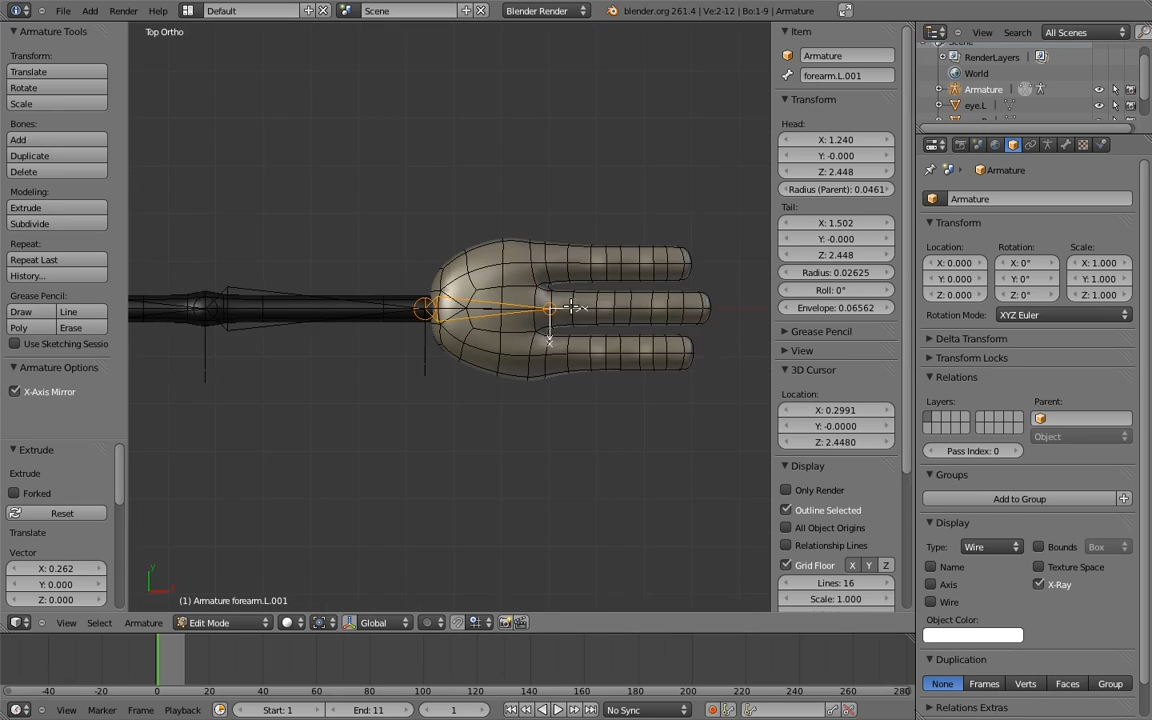 File Add Render Help Default Scene Blender Render blender.org 261.4 | Ve:2-12 | Bo:1-9 | Armature
Armature Tools
Transform:
Translate
Rotate
Scale
Bones:
Add
Duplicate
Delete
Modeling:
Extrude
Subdivide
Repeat:
Repeat Last
History...
Grease Pencil:
Draw Line
Poly Erase
Use Sketching Sessio
Armature Options
X-Axis Mirror
Extrude
Extrude
Forked
Reset
Translate
Vector
X: 0.262
Y: 0.000
Z: 0.000
Top Ortho
(1) Armature forearm.L.001
View Select Armature Edit Mode Global
Item
Armature
forearm.L.001
Transform
Head:
X: 1.240
Y: -0.000
Z: 2.448
Radius (Parent): 0.0461
Tail:
X: 1.502
Y: -0.000
Z: 2.448
Radius: 0.02625
Roll: 0°
Envelope: 0.06562
Grease Pencil
View
3D Cursor
Location:
X: 0.2991
Y: -0.0000
Z: 2.4480
Display
Only Render
Outline Selected
All Object Origins
Relationship Lines
Grid Floor X Y Z
Lines: 16
Scale: 1.000
View Search All Scenes
RenderLayers
World
Armature
eye.L
Armature
Armature
Transform
Location: Rotation: Scale:
X: 0.000 X: 0° X: 1.000
Y: 0.000 Y: 0° Y: 1.000
Z: 0.000 Z: 0° Z: 1.000
Rotation Mode: XYZ Euler
Delta Transform
Transform Locks
Relations
Layers: Parent:
Object
Pass Index: 0
Groups
Add to Group
Display
Type: Wire Bounds Box
Name Texture Space
Axis X-Ray
Wire
Object Color:
Duplication
None Frames Verts Faces Group
Relations Extras
-40 -20 0 20 40 60 80 100 120 140 160 180 200 220 240 260 280
View Marker Frame Playback Start: 1 End: 11 1 No Sync